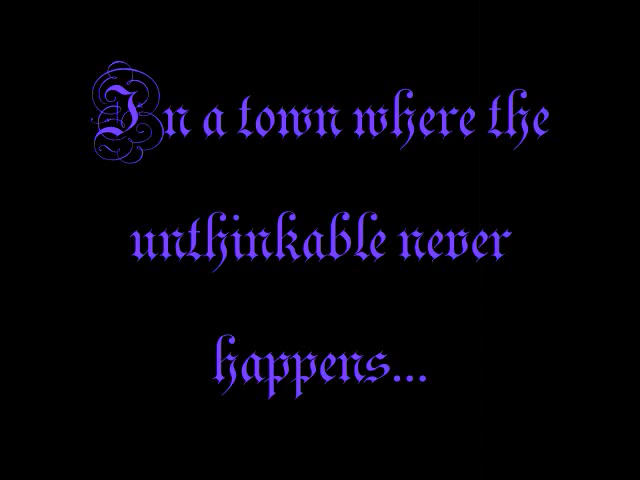 In a town where the
unthinkable never
happens...